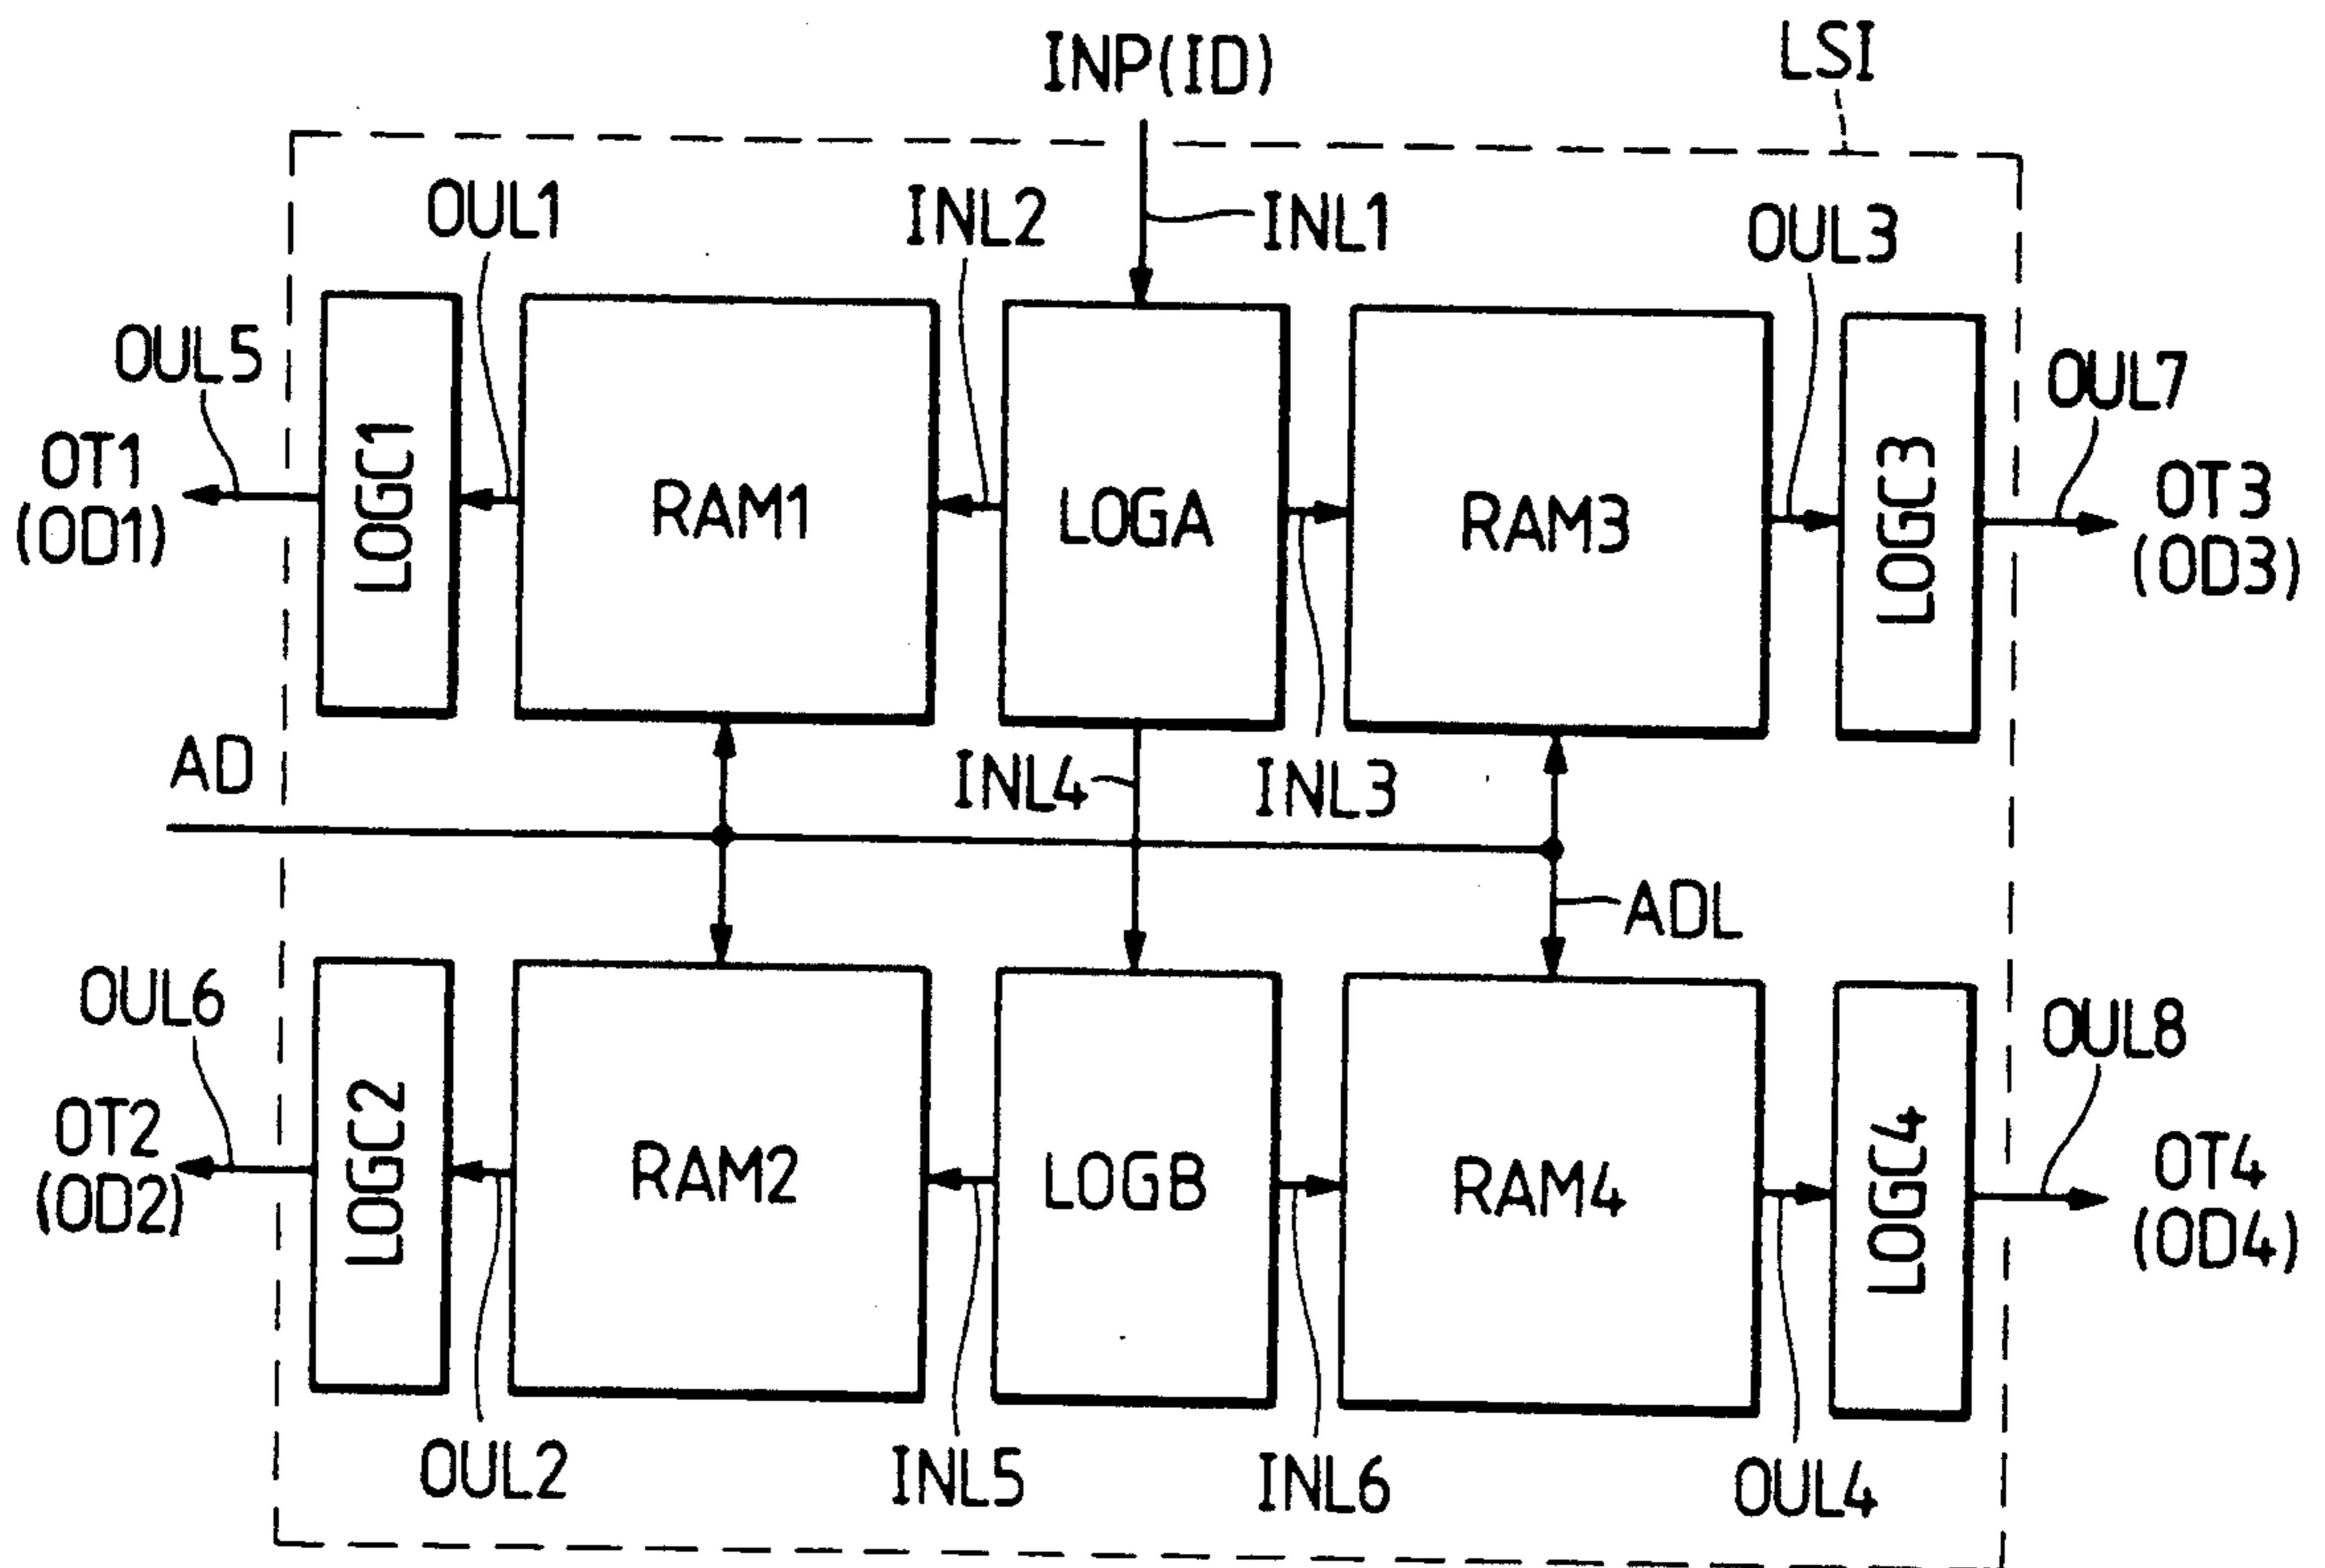 INP(ID)
LSI
OUL1
INL2
INL1
OUL3
OUL5
OUL7
OT1
(OD1)
LOGC1
RAM1
LOGA
RAM3
LOGC3
OT3
(OD3)
AD
INL4
INL3
ADL
OUL6
OUL8
OT2
(OD2)
LOGC2
RAM2
LOGB
RAM4
LOGC4
OT4
(OD4)
OUL2
INL5
INL6
OUL4